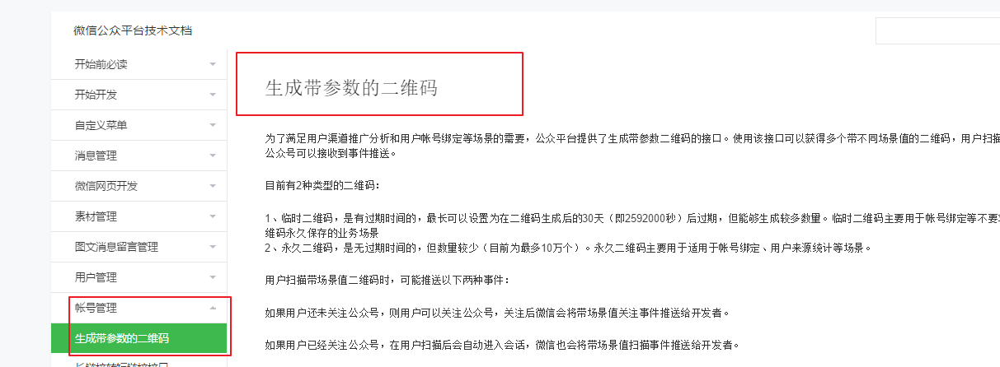 微信公众平台技术文档
开始前必读
开始开发
自定义菜单
消息管理
微信网页开发
素材管理
图文消息留言管理
用户管理
帐号管理
生成带参数的二维码
生成带参数的二维码
为了满足用户渠道推广分析和用户帐号绑定等场景的需要，公众平台提供了生成带参数二维码的接口。使用该接口可以获得多个带不同场景值的二维码，用户扫描
公众号可以接收到事件推送。
目前有2种类型的二维码：
1、临时二维码，是有过期时间的，最长可以设置为在二维码生成后的30天（即2592000秒）后过期，但能够生成较多数量。临时二维码主要用于帐号绑定等不要
维码永久保存的业务场景
2、永久二维码，是无过期时间的，但数量较少（目前为最多10万个）。永久二维码主要用于适用于帐号绑定、用户来源统计等场景。
用户扫描带场景值二维码时，可能推送以下两种事件：
如果用户还未关注公众号，则用户可以关注公众号，关注后微信会将带场景值关注事件推送给开发者。
如果用户已经关注公众号，在用户扫描后会自动进入会话，微信也会将带场景值扫描事件推送给开发者。